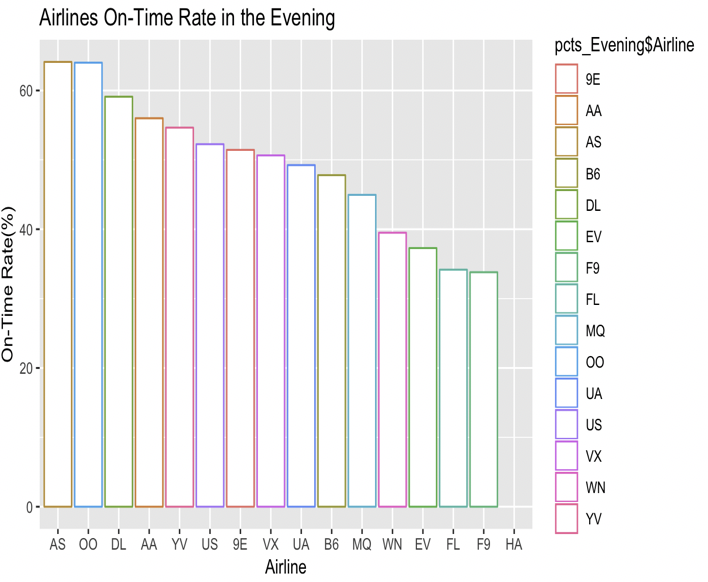 Airlines On-Time Rate in the Evening
On-Time Rate(%)
60
40
20
0
AS OO DL AA YV US 9E VX UA B6 MQ WN EV FL F9 HA
Airline
pcts_Evening$Airline
9E
AA
AS
B6
DL
EV
F9
FL
MQ
OO
UA
US
VX
WN
YV